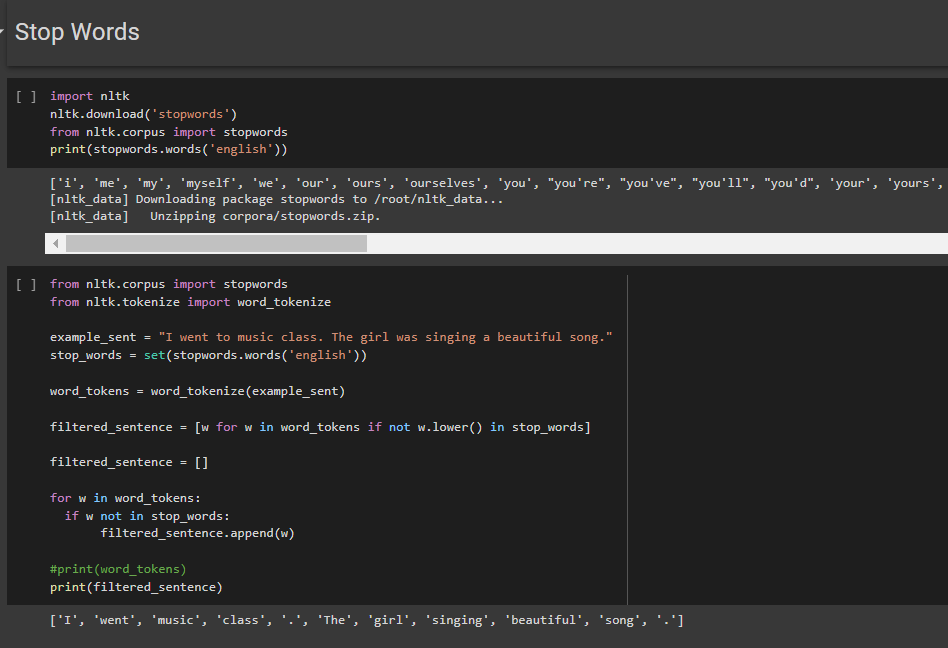 Stop Words
[ ] import nltk
nltk.download('stopwords')
from nltk.corpus import stopwords
print(stopwords.words('english'))
['i', 'me', 'my', 'myself', 'we', 'our', 'ours', 'ourselves', 'you', "you're", "you've", "you'll", "you'd", 'your', 'yours',
[nltk_data] Downloading package stopwords to /root/nltk_data...
[nltk_data]   Unzipping corpora/stopwords.zip.
[ ] from nltk.corpus import stopwords
from nltk.tokenize import word_tokenize
example_sent = "I went to music class. The girl was singing a beautiful song."
stop_words = set(stopwords.words('english'))
word_tokens = word_tokenize(example_sent)
filtered_sentence = [w for w in word_tokens if not w.lower() in stop_words]
filtered_sentence = []
for w in word_tokens:
  if w not in stop_words:
       filtered_sentence.append(w)
#print(word_tokens)
print(filtered_sentence)
['I', 'went', 'music', 'class', '.', 'The', 'girl', 'singing', 'beautiful', 'song', '.']